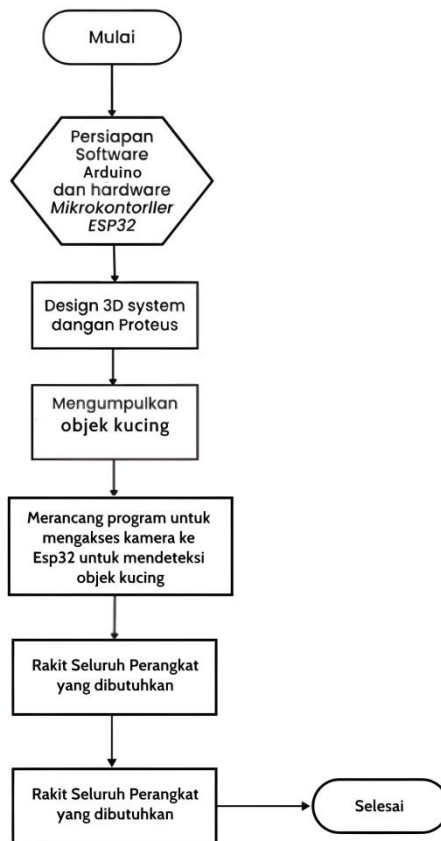 Mulai
Persiapan
Software
Arduino
dan hardware
Mikrokontorller
ESP32
Design 3D system
dangan Proteus
Mengumpulkan
objek kucing
Merancang program untuk
mengakses kamera ke
Esp32 untuk mendeteksi
objek kucing
Rakit Seluruh Perangkat
yang dibutuhkan
Rakit Seluruh Perangkat
yang dibutuhkan
Selesai